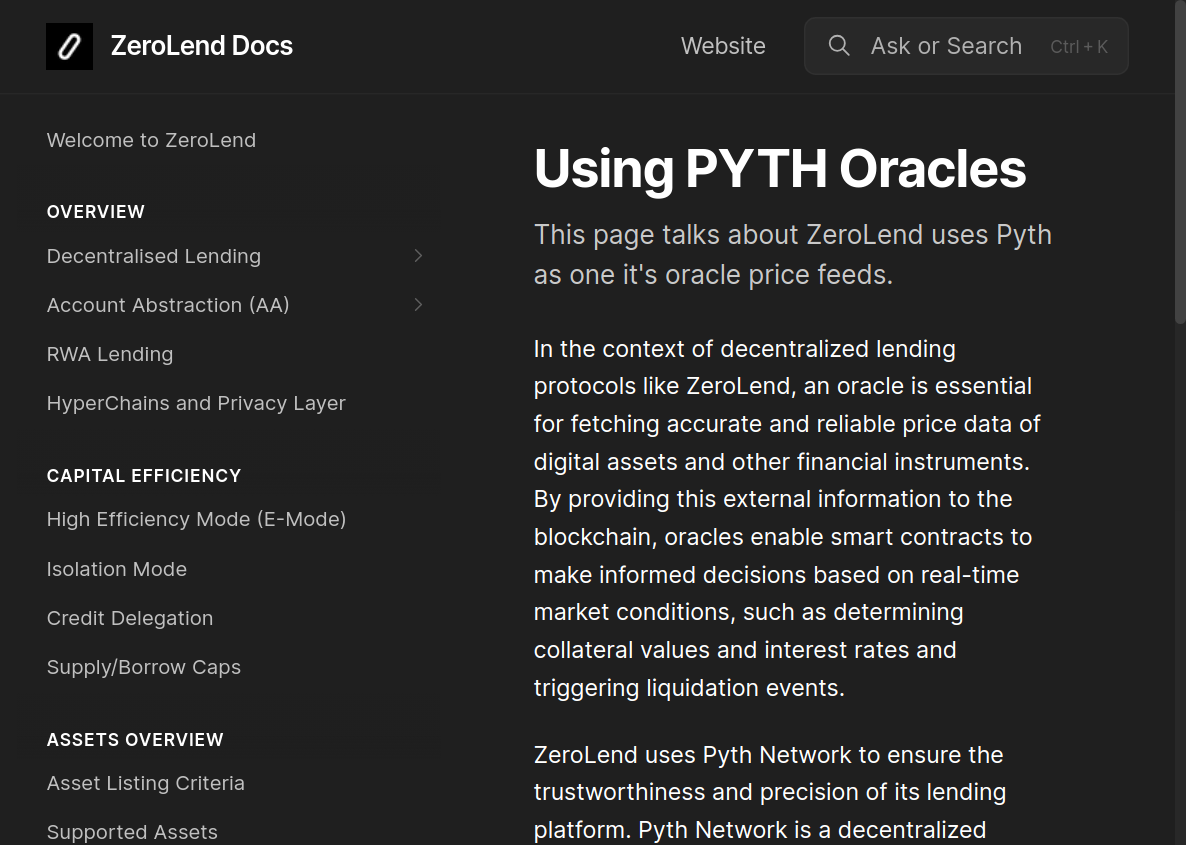 ZeroLend Docs
Website
Ask or Search
Ctrl + K
Welcome to ZeroLend
OVERVIEW
Decentralised Lending
Account Abstraction (AA)
RWA Lending
HyperChains and Privacy Layer
CAPITAL EFFICIENCY
High Efficiency Mode (E-Mode)
Isolation Mode
Credit Delegation
Supply/Borrow Caps
ASSETS OVERVIEW
Asset Listing Criteria
Supported Assets
Using PYTH Oracles
This page talks about ZeroLend uses Pyth
as one it's oracle price feeds.
In the context of decentralized lending
protocols like ZeroLend, an oracle is essential
for fetching accurate and reliable price data of
digital assets and other financial instruments.
By providing this external information to the
blockchain, oracles enable smart contracts to
make informed decisions based on real-time
market conditions, such as determining
collateral values and interest rates and
triggering liquidation events.
ZeroLend uses Pyth Network to ensure the
trustworthiness and precision of its lending
platform. Pyth Network is a decentralized